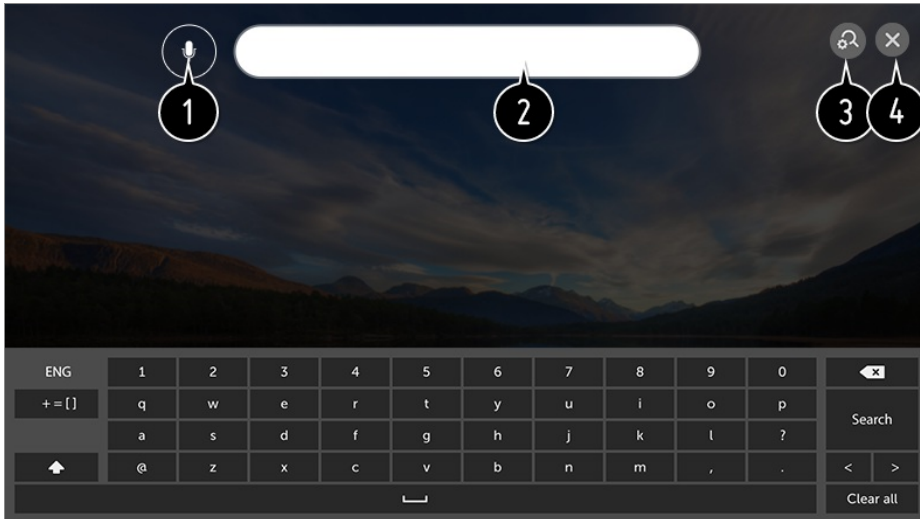 1 2 3 4
ENG 1 2 3 4 5 6 7 8 9 0
+=[] q w e r t y u i o p
Search
a s d f g h j k l ?
@ z x c v b n m , . < >
Clear all